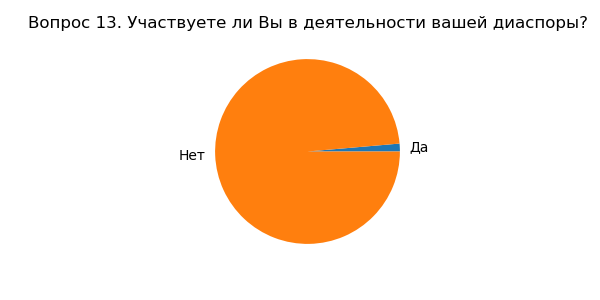 Вопрос 13. Участвуете ли Вы в деятельности вашей диаспоры?
Да
Нет